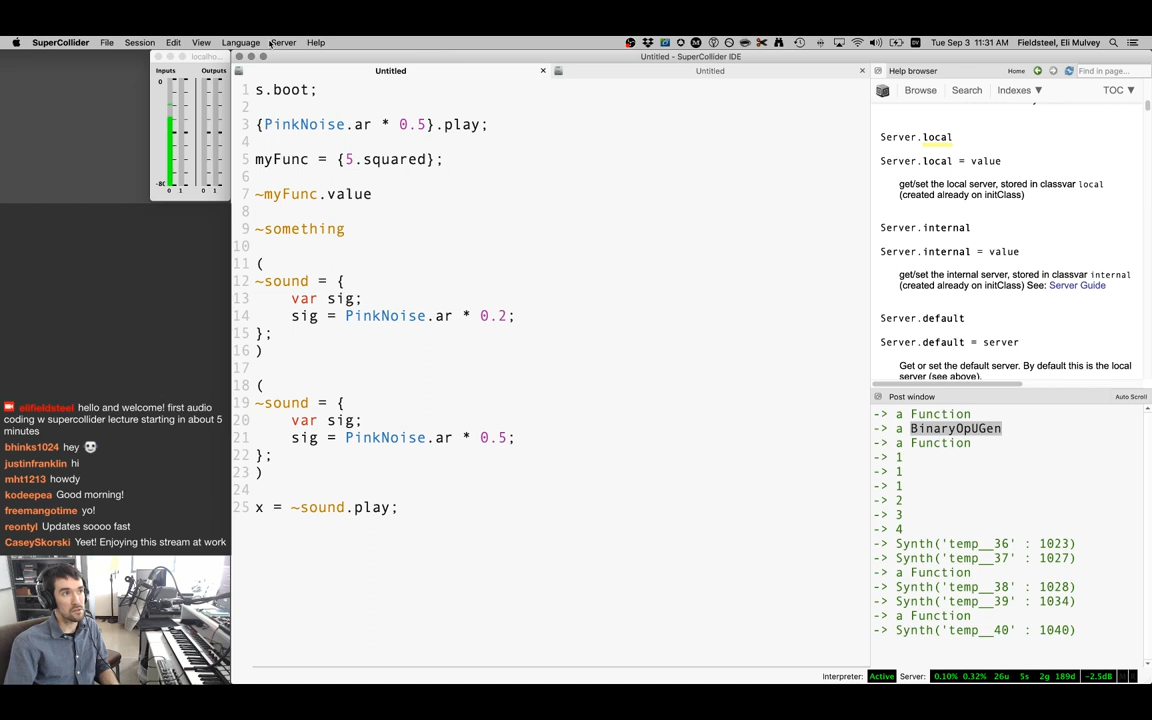 SuperCollider File Session Edit View Language Server Help Tue Sep 3 11:31 AM Fieldsteel, Eli Mulvey
localho... Untitled - SuperCollider IDE
Inputs Outputs
0
-80
0 1 0 1
Untitled Untitled
1 s.boot;
2
3 {PinkNoise.ar * 0.5}.play;
4
5 myFunc = {5.squared};
6
7 ~myFunc.value
8
9 ~something
10
11 (
12 ~sound = {
13 var sig;
14 sig = PinkNoise.ar * 0.2;
15 };
16 )
17
18 (
19 ~sound = {
20 var sig;
21 sig = PinkNoise.ar * 0.5;
22 };
23 )
24
25 x = ~sound.play;
Help browser Home Find in page...
Browse Search Indexes ▼ TOC ▼
Server.local
Server.local = value
get/set the local server, stored in classvar local
(created already on initClass)
Server.internal
Server.internal = value
get/set the internal server, stored in classvar internal
(created already on initClass) See: Server Guide
Server.default
Server.default = server
Get or set the default server. By default this is the local
server (see above).
Post window Auto Scroll
-> a Function
-> a BinaryOpUGen
-> a Function
-> 1
-> 1
-> 1
-> 2
-> 3
-> 4
-> Synth('temp__36' : 1023)
-> Synth('temp__37' : 1027)
-> a Function
-> Synth('temp__38' : 1028)
-> Synth('temp__39' : 1034)
-> a Function
-> Synth('temp__40' : 1040)
elifieldsteel hello and welcome! first audio
coding w supercollider lecture starting in about 5
minutes
bhinks1024 hey
justinfranklin hi
mht1213 howdy
kodeepea Good morning!
freemangotime yo!
reontyl Updates soooo fast
CaseySkorski Yeet! Enjoying this stream at work
Interpreter: Active Server: 0.10% 0.32% 26u 5s 2g 189d -2.5dB